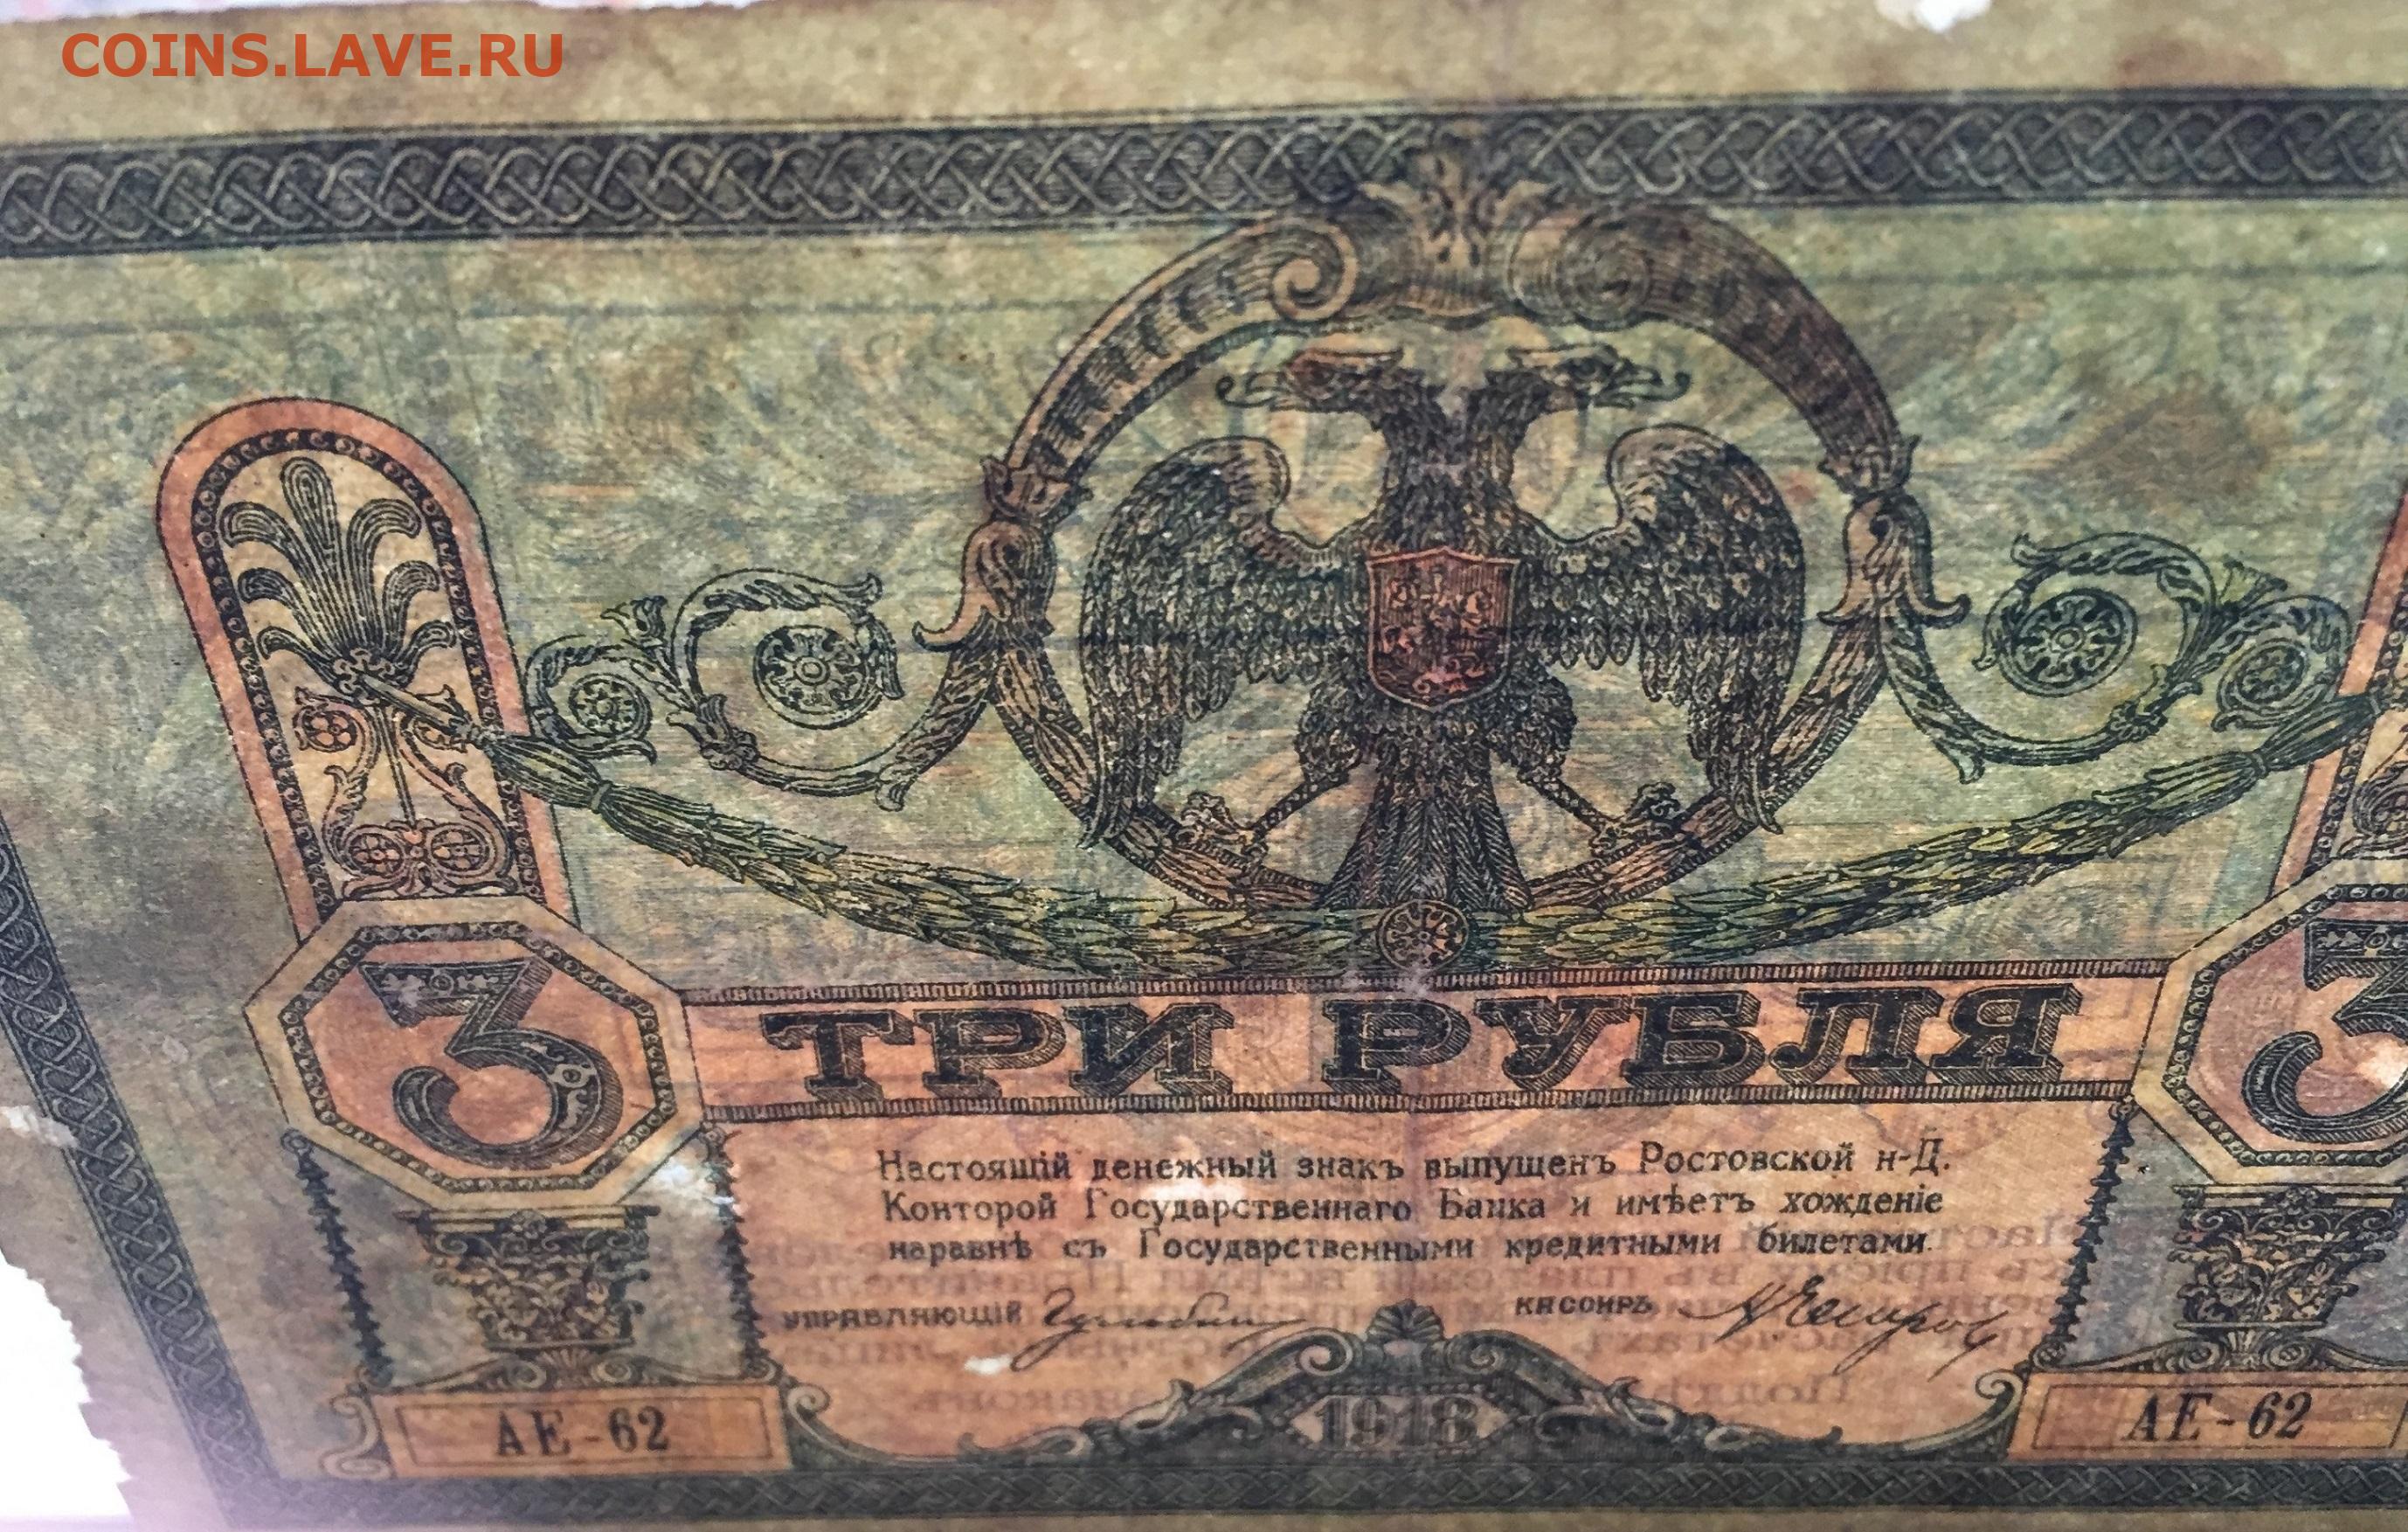 COINS.LAVE.RU
3 ТРИ РУБЛЯ 3
Настоящій денежный знакъ выпущенъ Ростовской н-Д.
Конторой Государственнаго Банка и имѣетъ хожденіе
наравнѣ съ Государственными кредитными билетами.
УПРАВЛЯЮЩІЙ КАССИРЪ
АЕ-62 1918 АЕ-62